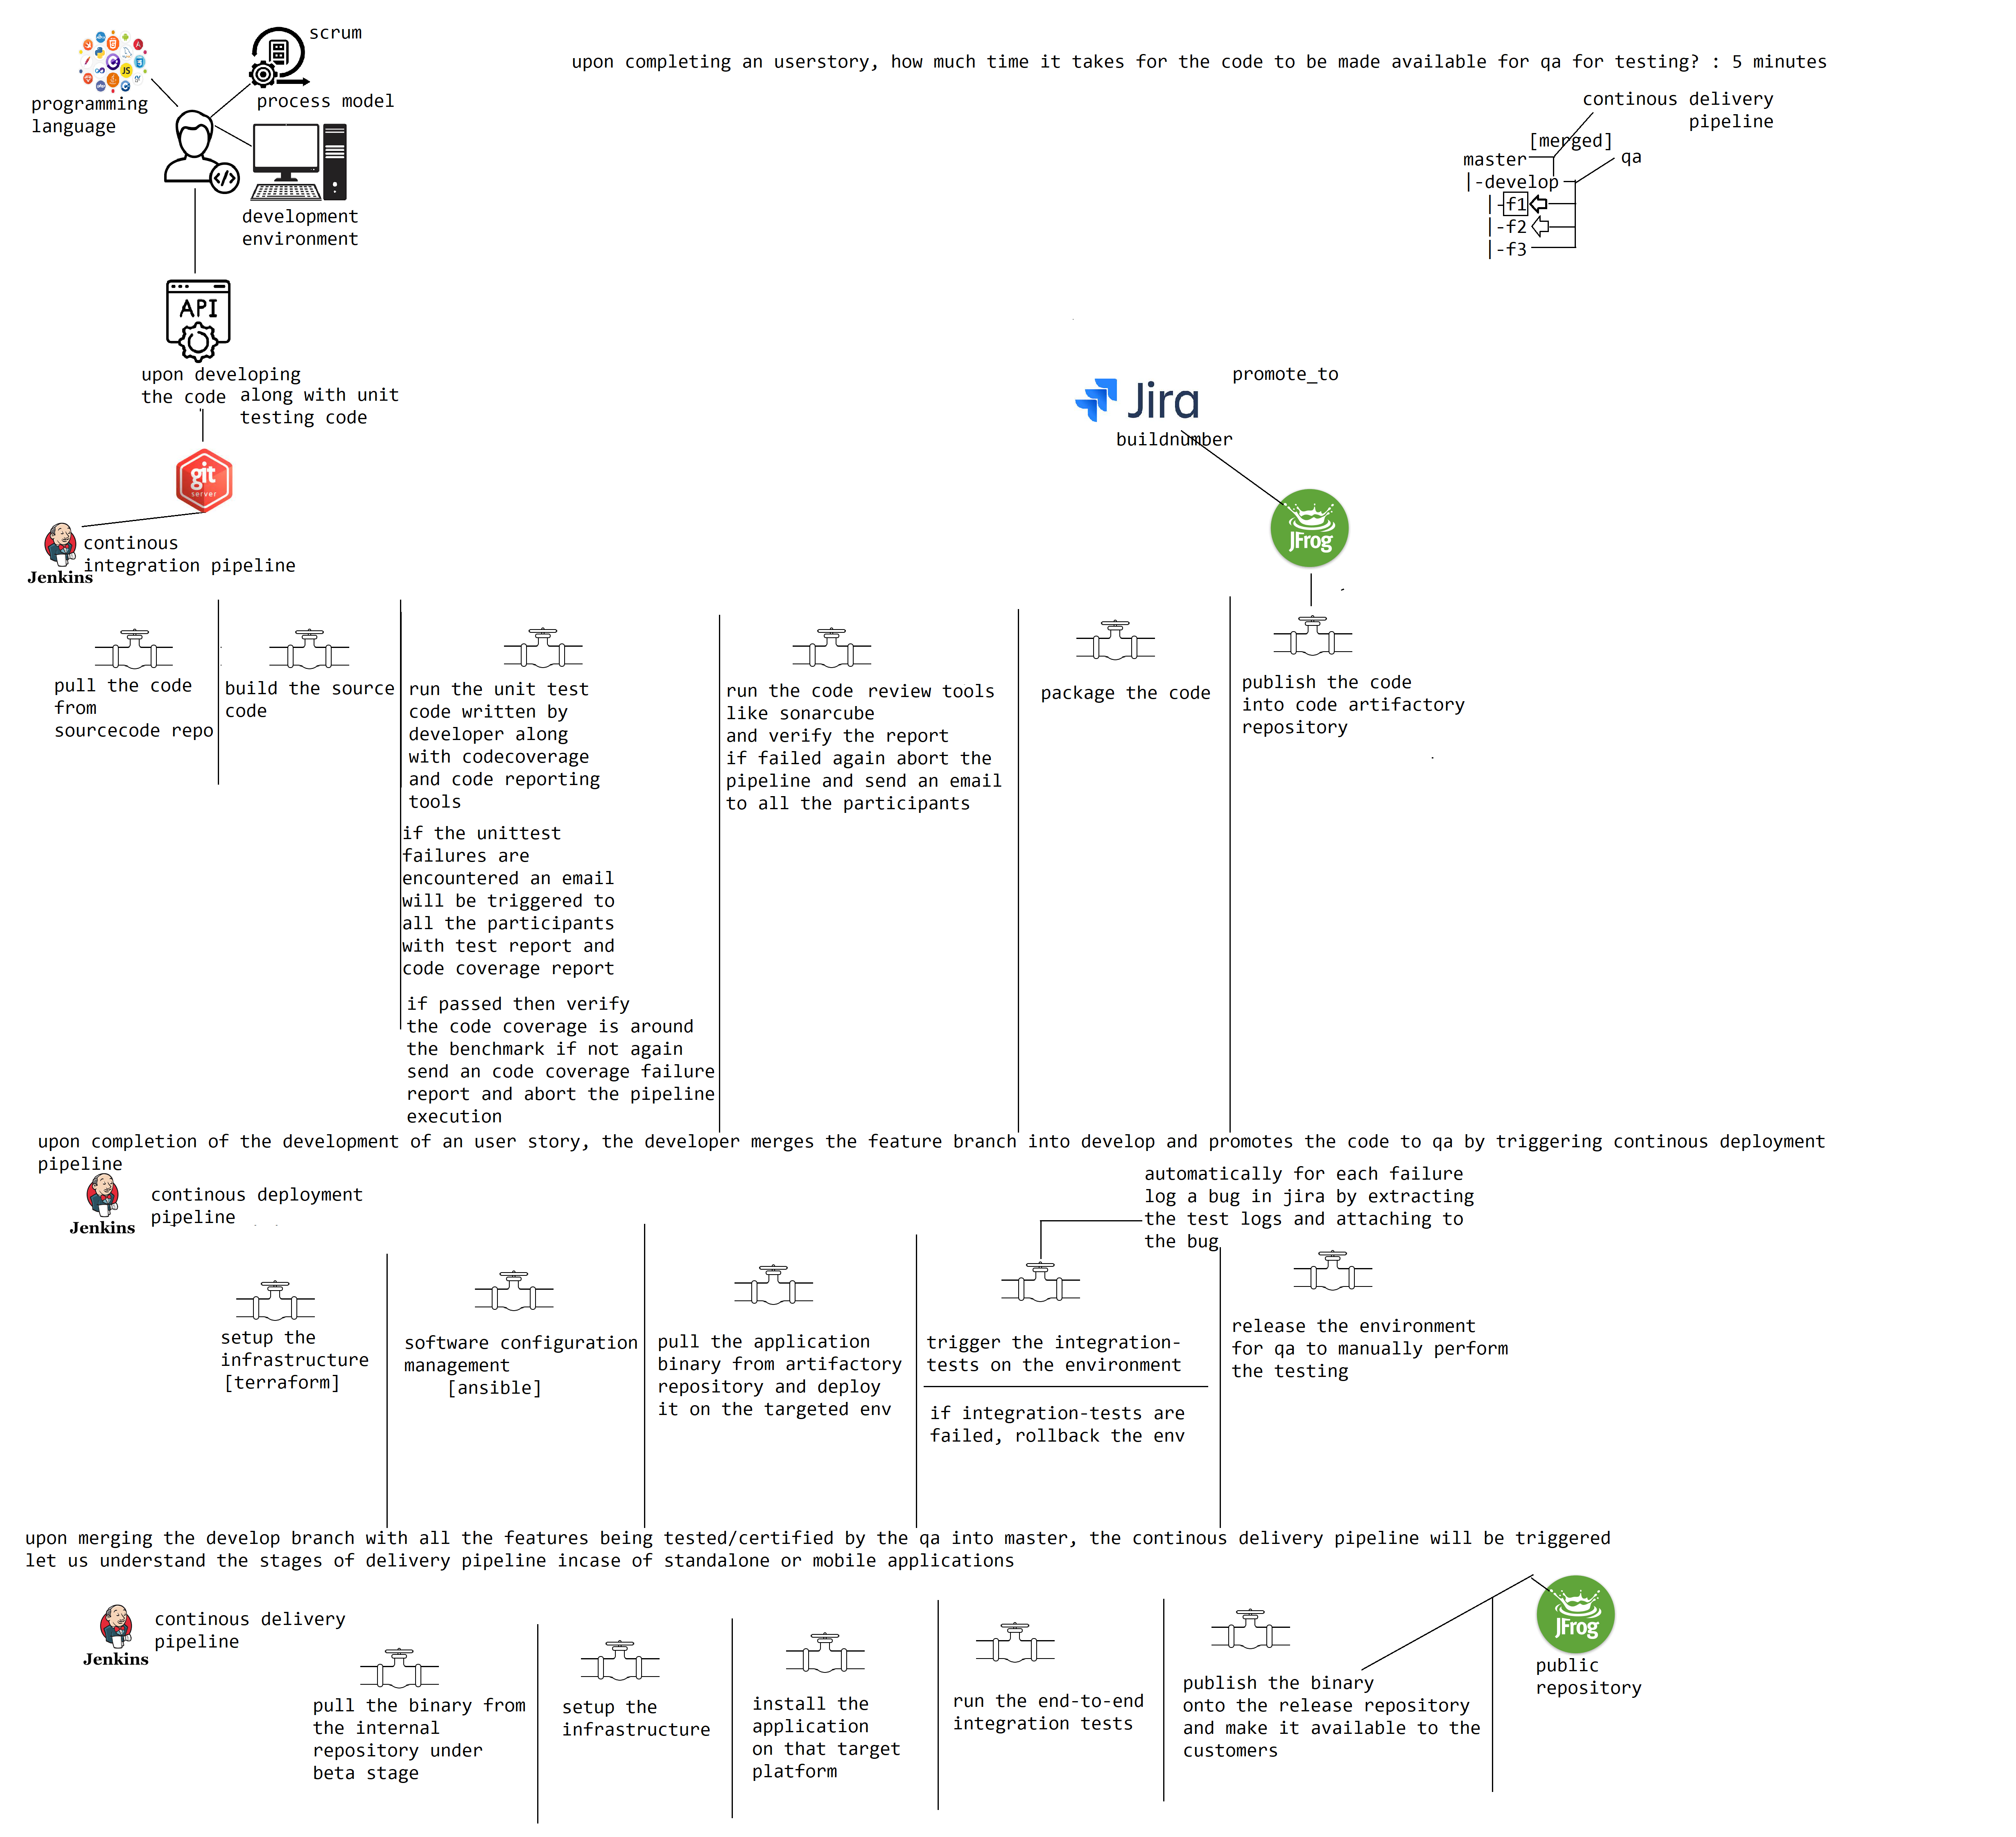 scrum
programming
language
process model
development
environment
upon completing an userstory, how much time it takes for the code to be made available for qa for testing? : 5 minutes
continous delivery
pipeline
[merged]
master
qa
|-develop
|-f1
|-f2
|-f3
API
upon developing
the code
along with unit
testing code
git
server
Jira
buildnumber
promote_to
JFrog
Jenkins
continous
integration pipeline
pull the code
from
sourcecode repo
build the source
code
run the unit test
code written by
developer along
with codecoverage
and code reporting
tools
if the unittest
failures are
encountered an email
will be triggered to
all the participants
with test report and
code coverage report
if passed then verify
the code coverage is around
the benchmark if not again
send an code coverage failure
report and abort the pipeline
execution
run the code review tools
like sonarcube
and verify the report
if failed again abort the
pipeline and send an email
to all the participants
package the code
publish the code
into code artifactory
repository
upon completion of the development of an user story, the developer merges the feature branch into develop and promotes the code to qa by triggering continous deployment
pipeline
Jenkins
continous deployment
pipeline
automatically for each failure
log a bug in jira by extracting
the test logs and attaching to
the bug
setup the
infrastructure
[terraform]
software configuration
management
[ansible]
pull the application
binary from artifactory
repository and deploy
it on the targeted env
trigger the integration-
tests on the environment
if integration-tests are
failed, rollback the env
release the environment
for qa to manually perform
the testing
upon merging the develop branch with all the features being tested/certified by the qa into master, the continous delivery pipeline will be triggered
let us understand the stages of delivery pipeline incase of standalone or mobile applications
Jenkins
continous delivery
pipeline
pull the binary from
the internal
repository under
beta stage
setup the
infrastructure
install the
application
on that target
platform
run the end-to-end
integration tests
publish the binary
onto the release repository
and make it available to the
customers
JFrog
public
repository